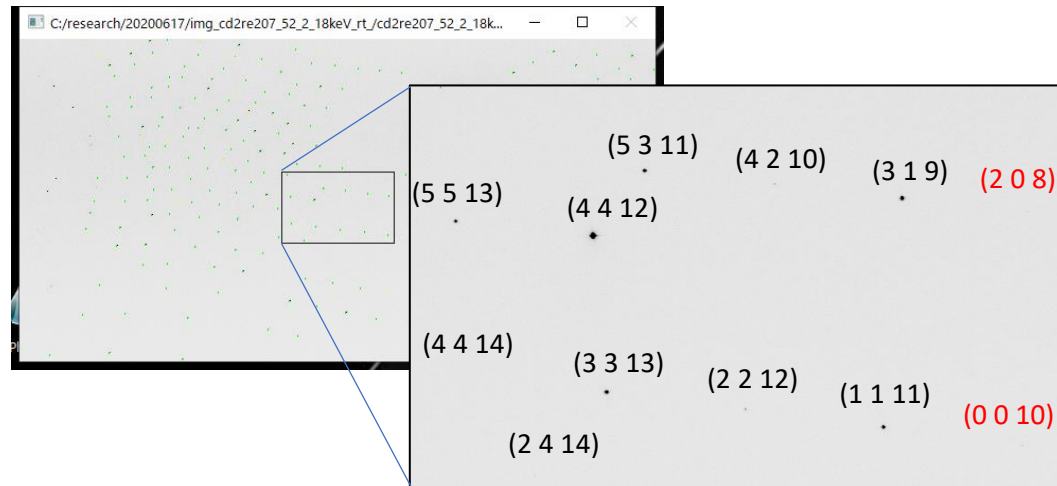 C:/research/20200617/img_cd2re207_52_2_18keV_rt_/cd2re207_52_2_18k...
(5 3 11)
(4 2 10)
(3 1 9)
(2 0 8)
(5 5 13)
(4 4 12)
(4 4 14)
(3 3 13)
(2 2 12)
(1 1 11)
(0 0 10)
(2 4 14)